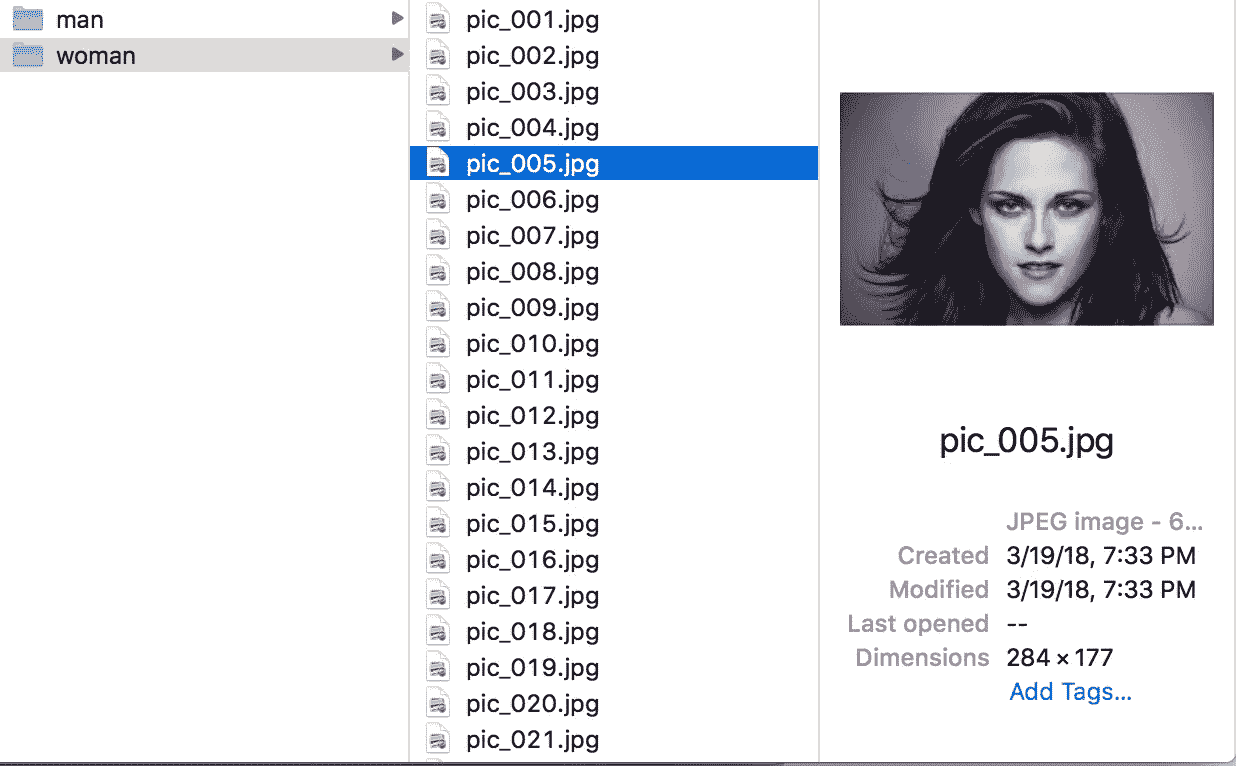 man
woman
pic_001.jpg
pic_002.jpg
pic_003.jpg
pic_004.jpg
pic_005.jpg
pic_006.jpg
pic_007.jpg
pic_008.jpg
pic_009.jpg
pic_010.jpg
pic_011.jpg
pic_012.jpg
pic_013.jpg
pic_014.jpg
pic_015.jpg
pic_016.jpg
pic_017.jpg
pic_018.jpg
pic_019.jpg
pic_020.jpg
pic_021.jpg
pic_005.jpg
JPEG image - 6...
Created 3/19/18, 7:33 PM
Modified 3/19/18, 7:33 PM
Last opened --
Dimensions 284 × 177
Add Tags...